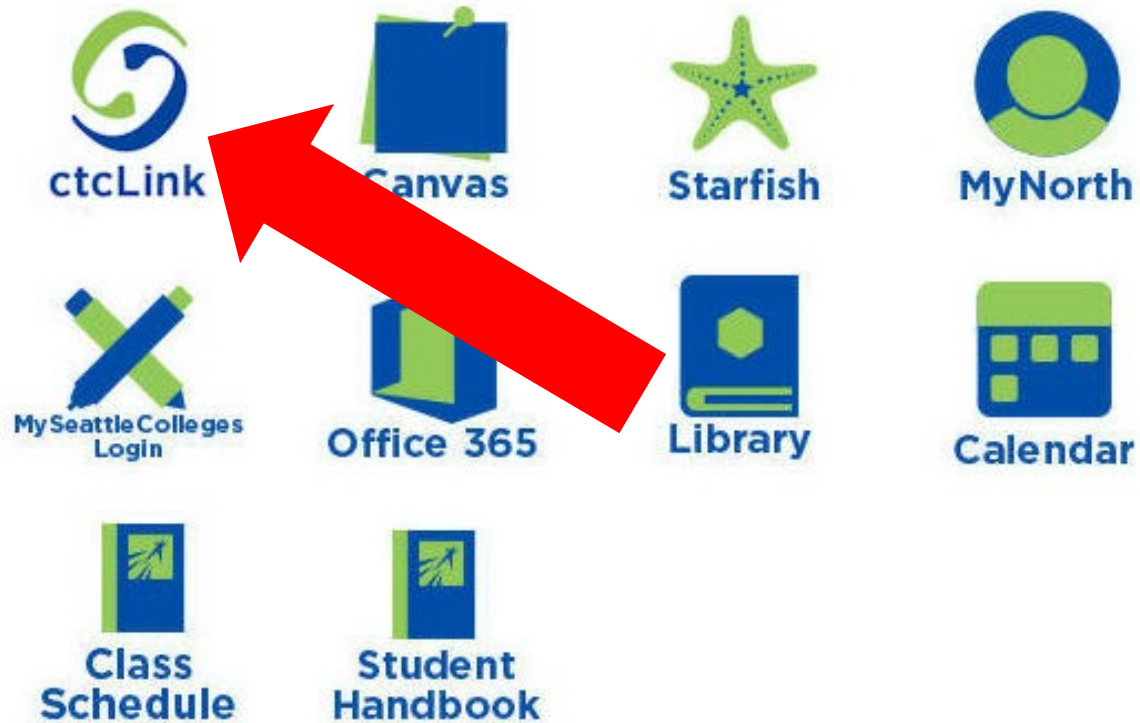 ctcLink
Canvas
Starfish
MyNorth
MySeattleColleges
Login
Office 365
Library
Calendar
Class
Schedule
Student
Handbook